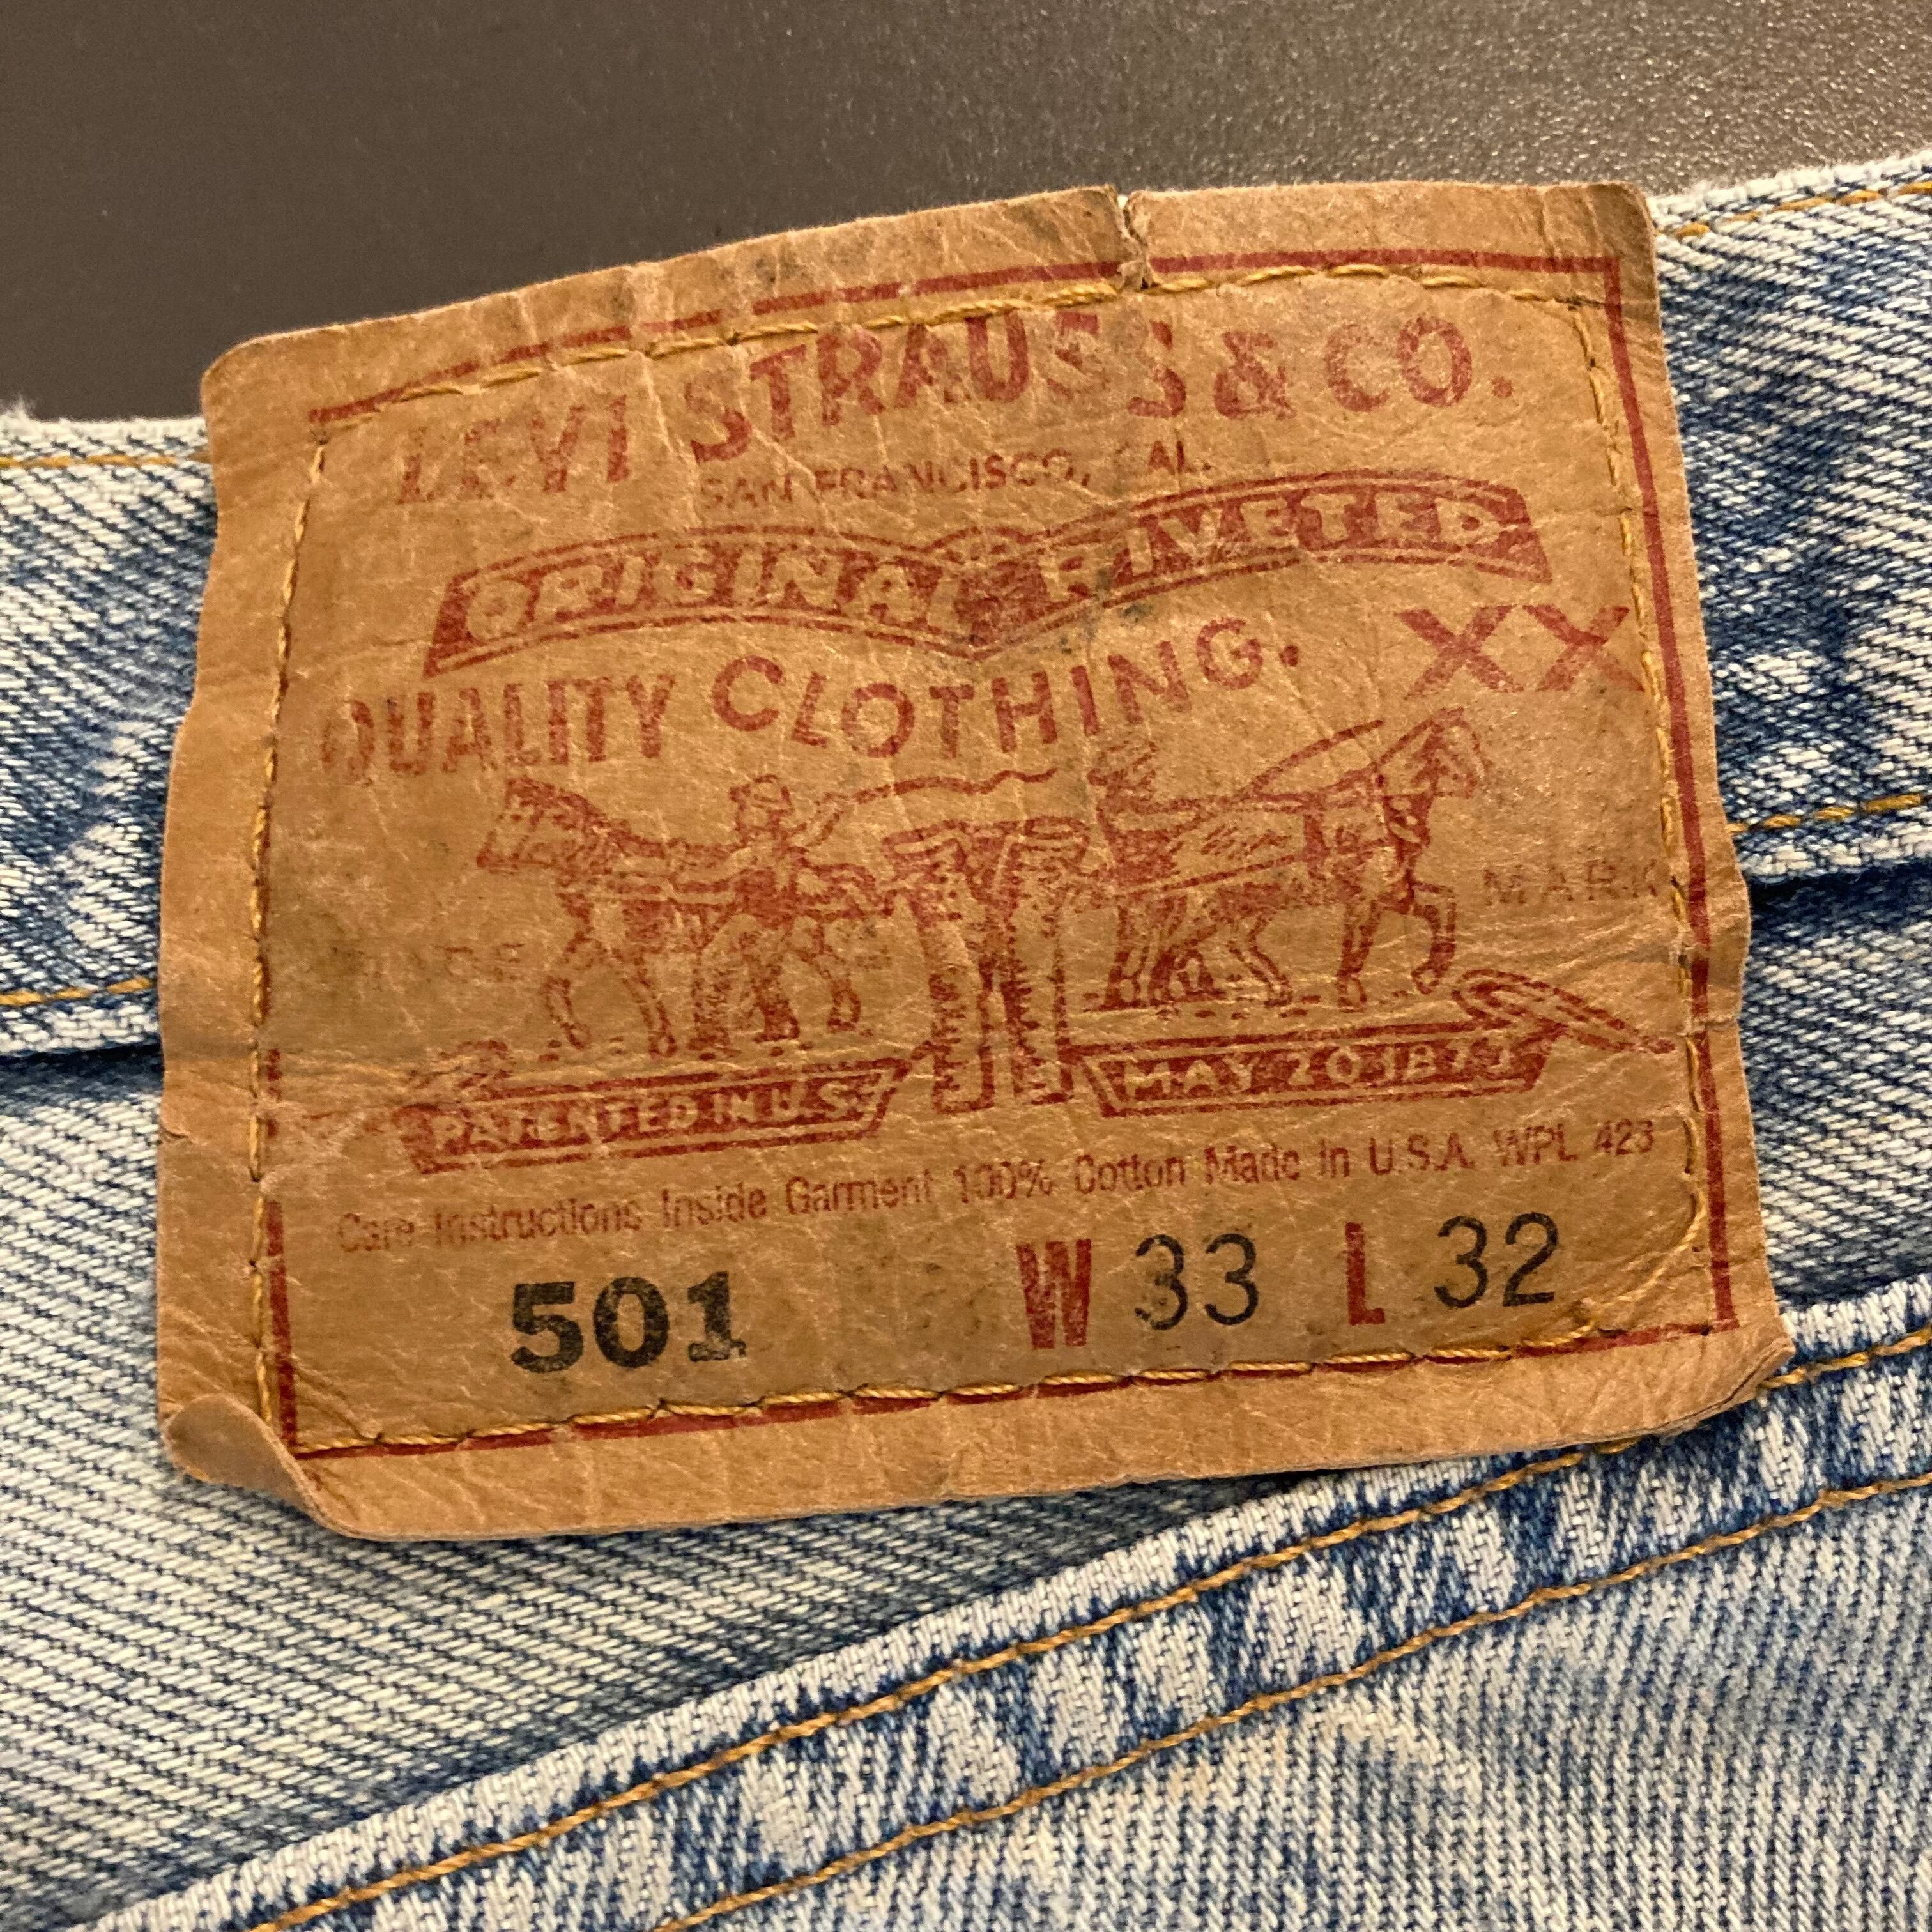 LEVI STRAUSS & CO.
SAN FRANCISCO, CAL.
ORIGINAL RIVETED
QUALITY CLOTHING. XX
TRADE MARK
PATENTED IN U.S. MAY 20 1873
Care Instructions Inside Garment 100% Cotton Made in U.S.A. WPL 423
501 W 33 L 32